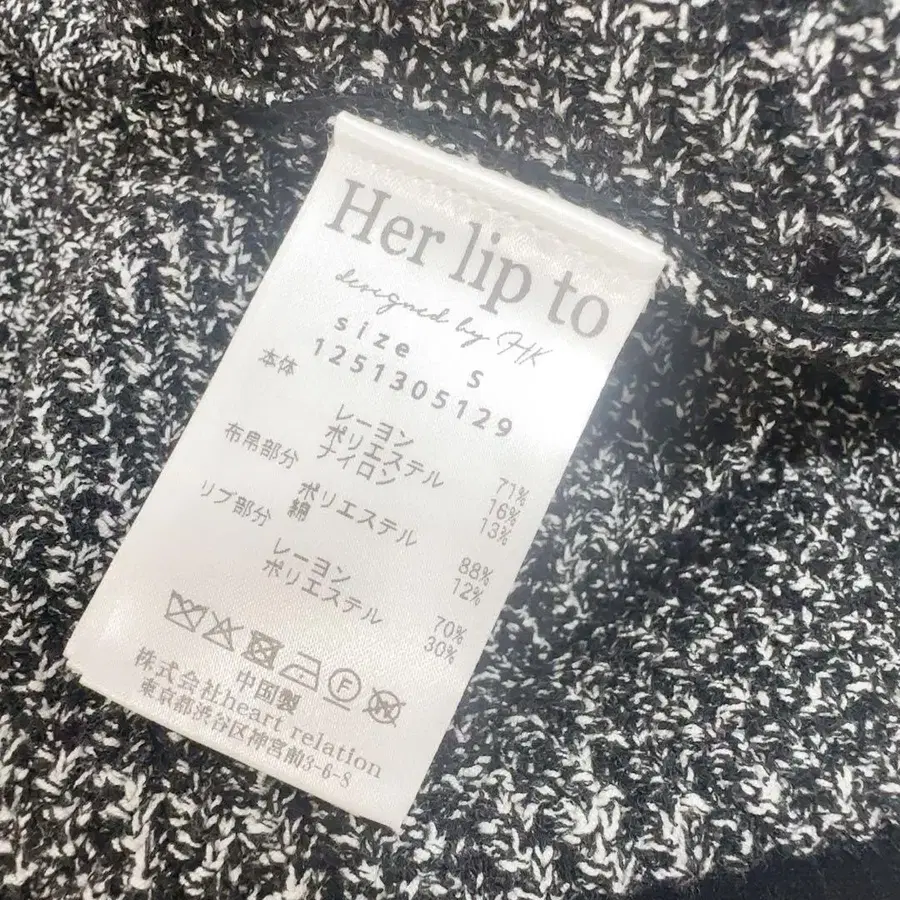 Her lip to
designed by HK
size S
1251305129
本体
レーヨン 71%
ポリエステル 16%
ナイロン 13%
布帛部分
ポリエステル 88%
綿 12%
リブ部分
レーヨン 70%
ポリエステル 30%
F
中国製
株式会社heart relation
東京都渋谷区神宮前3-6-8